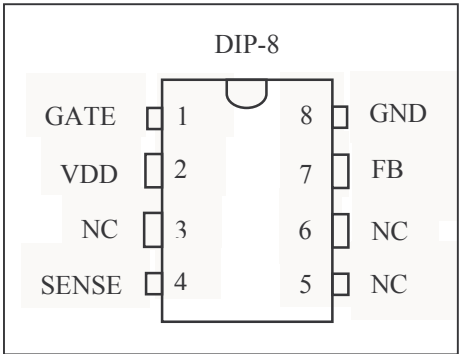 DIP-8
GATE 1 8 GND
VDD 2 7 FB
NC 3 6 NC
SENSE 4 5 NC